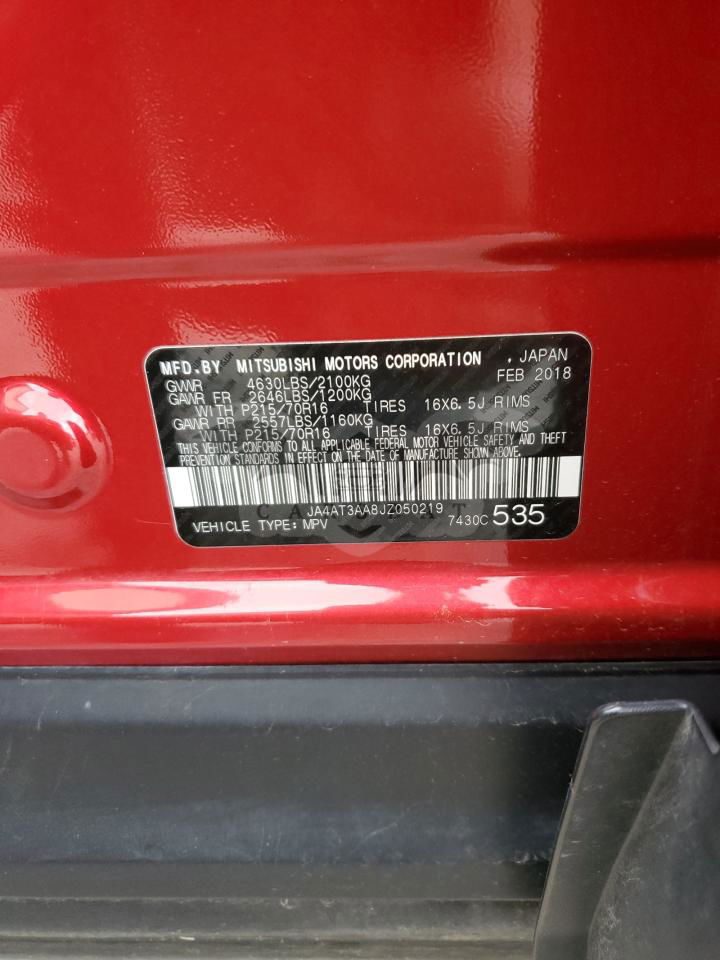 MFD.BY MITSUBISHI MOTORS CORPORATION , JAPAN
GVWR 4630LBS/2100KG FEB 2018
GAWR FR 2646LBS/1200KG
WITH P215/70R16 TIRES 16X6.5J RIMS
GAWR RR 2557LBS/1160KG
WITH P215/70R16 TIRES 16X6.5J RIMS
THIS VEHICLE CONFORMS TO ALL APPLICABLE FEDERAL MOTOR VEHICLE SAFETY AND THEFT
PREVENTION STANDARDS IN EFFECT ON THE DATE OF MANUFACTURE SHOWN ABOVE.
JA4AT3AA8JZ050219
VEHICLE TYPE: MPV 7430C 535